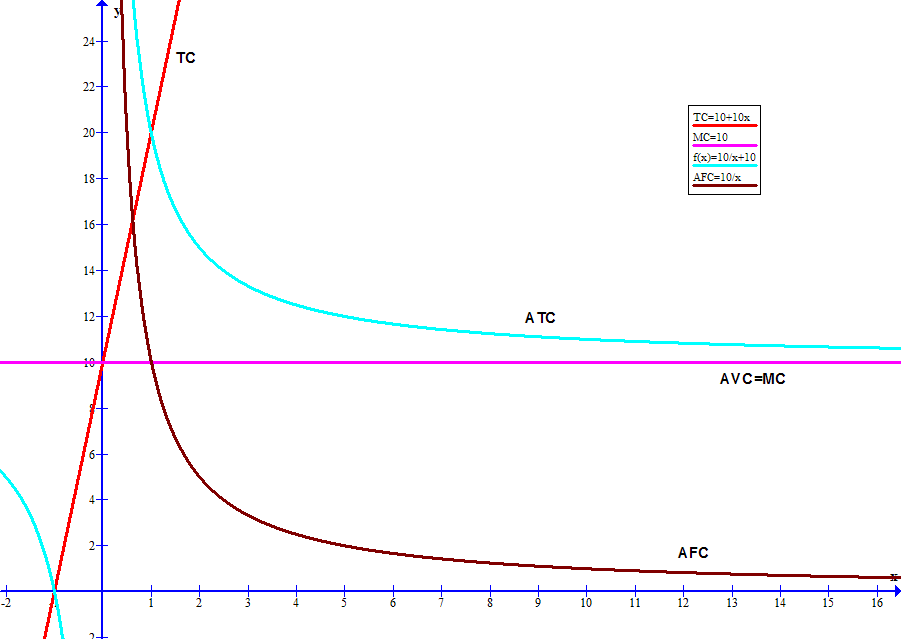 y
24
22
TC
20
18
16
14
12
10
8
6
4
2
2
TC=10+10x
MC=10
f(x)=10/x+10
AFC=10/x
ATC
AVC=MC
AFC
x
-2 1 2 3 4 5 6 7 8 9 10 11 12 13 14 15 16